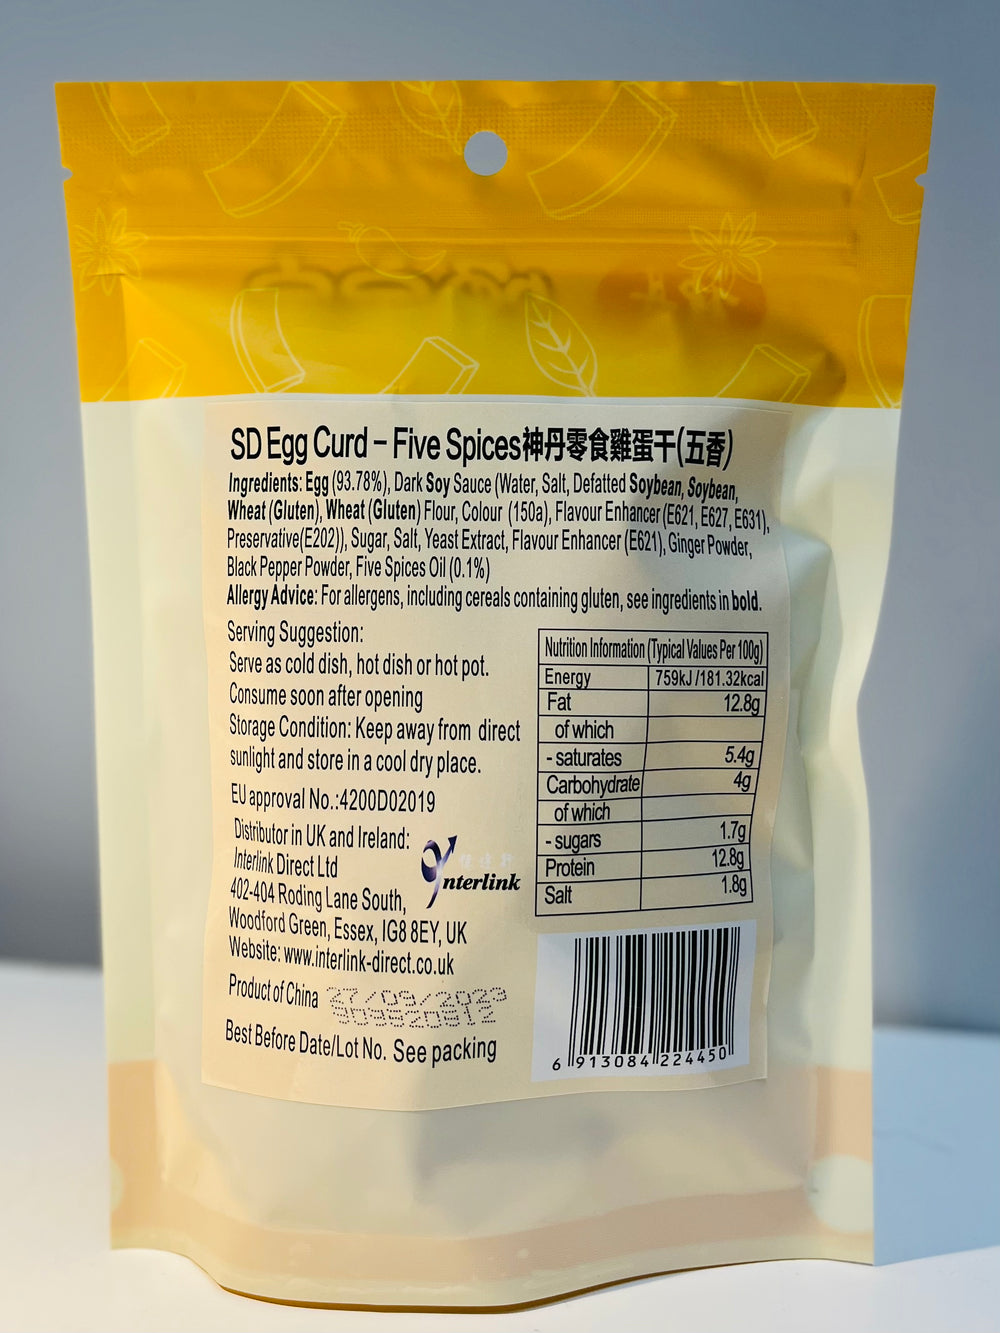 SD Egg Curd – Five Spices神丹零食雞蛋干(五香)
Ingredients: Egg (93.78%), Dark Soy Sauce (Water, Salt, Defatted Soybean, Soybean,
Wheat (Gluten), Wheat (Gluten) Flour, Colour (150a), Flavour Enhancer (E621, E627, E631),
Preservative(E202)), Sugar, Salt, Yeast Extract, Flavour Enhancer (E621), Ginger Powder,
Black Pepper Powder, Five Spices Oil (0.1%)
Allergy Advice: For allergens, including cereals containing gluten, see ingredients in bold.
Serving Suggestion:
Serve as cold dish, hot dish or hot pot.
Consume soon after opening
Storage Condition: Keep away from direct
sunlight and store in a cool dry place.
EU approval No.:4200D02019
Distributor in UK and Ireland:
Interlink Direct Ltd
402-404 Roding Lane South,
Woodford Green, Essex, IG8 8EY, UK
Website: www.interlink-direct.co.uk
Interlink
Product of China
27/09/2023
Best Before Date/Lot No. See packing
Nutrition Information (Typical Values Per 100g)
Energy 759kJ /181.32kcal
Fat 12.8g
of which
- saturates 5.4g
Carbohydrate 4g
of which
- sugars 1.7g
Protein 12.8g
Salt 1.8g
6 913084 224450